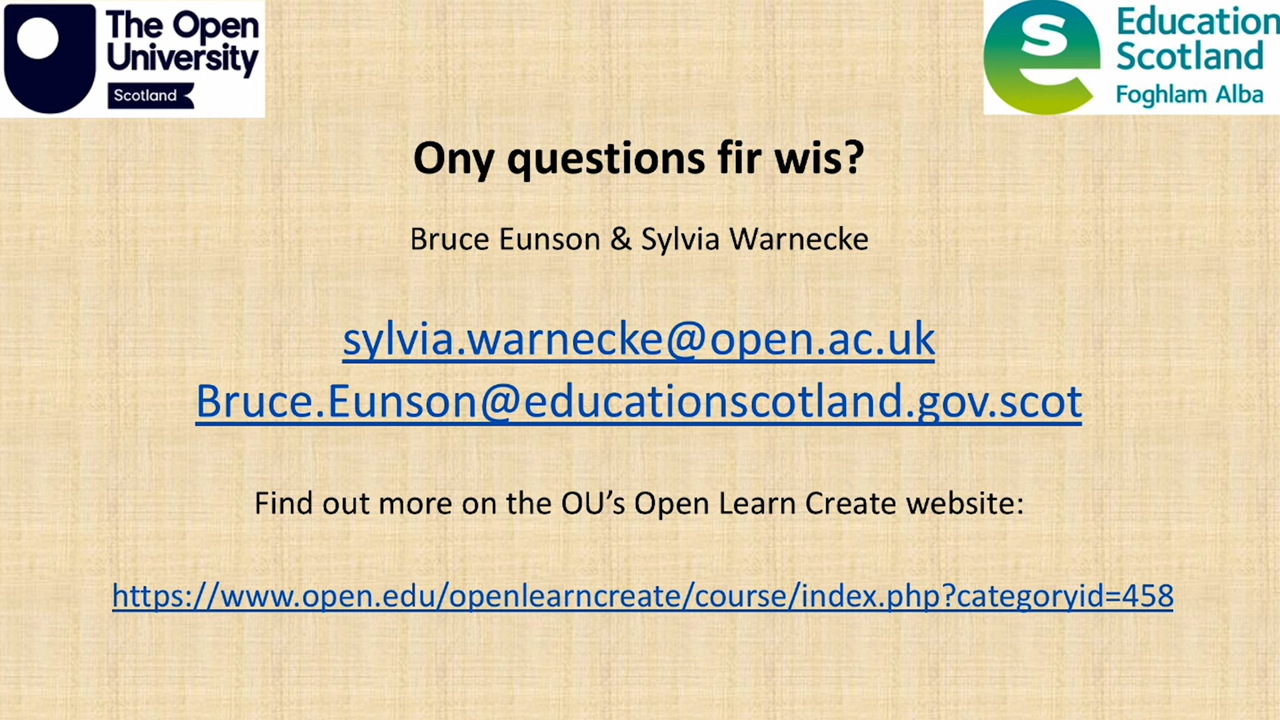 The Open
University
Scotland
Education
Scotland
Foghlam Alba
Ony questions fir wis?
Bruce Eunson & Sylvia Warnecke
sylvia.warnecke@open.ac.uk
Bruce.Eunson@educationscotland.gov.scot
Find out more on the OU’s Open Learn Create website:
https://www.open.edu/openlearncreate/course/index.php?categoryid=458